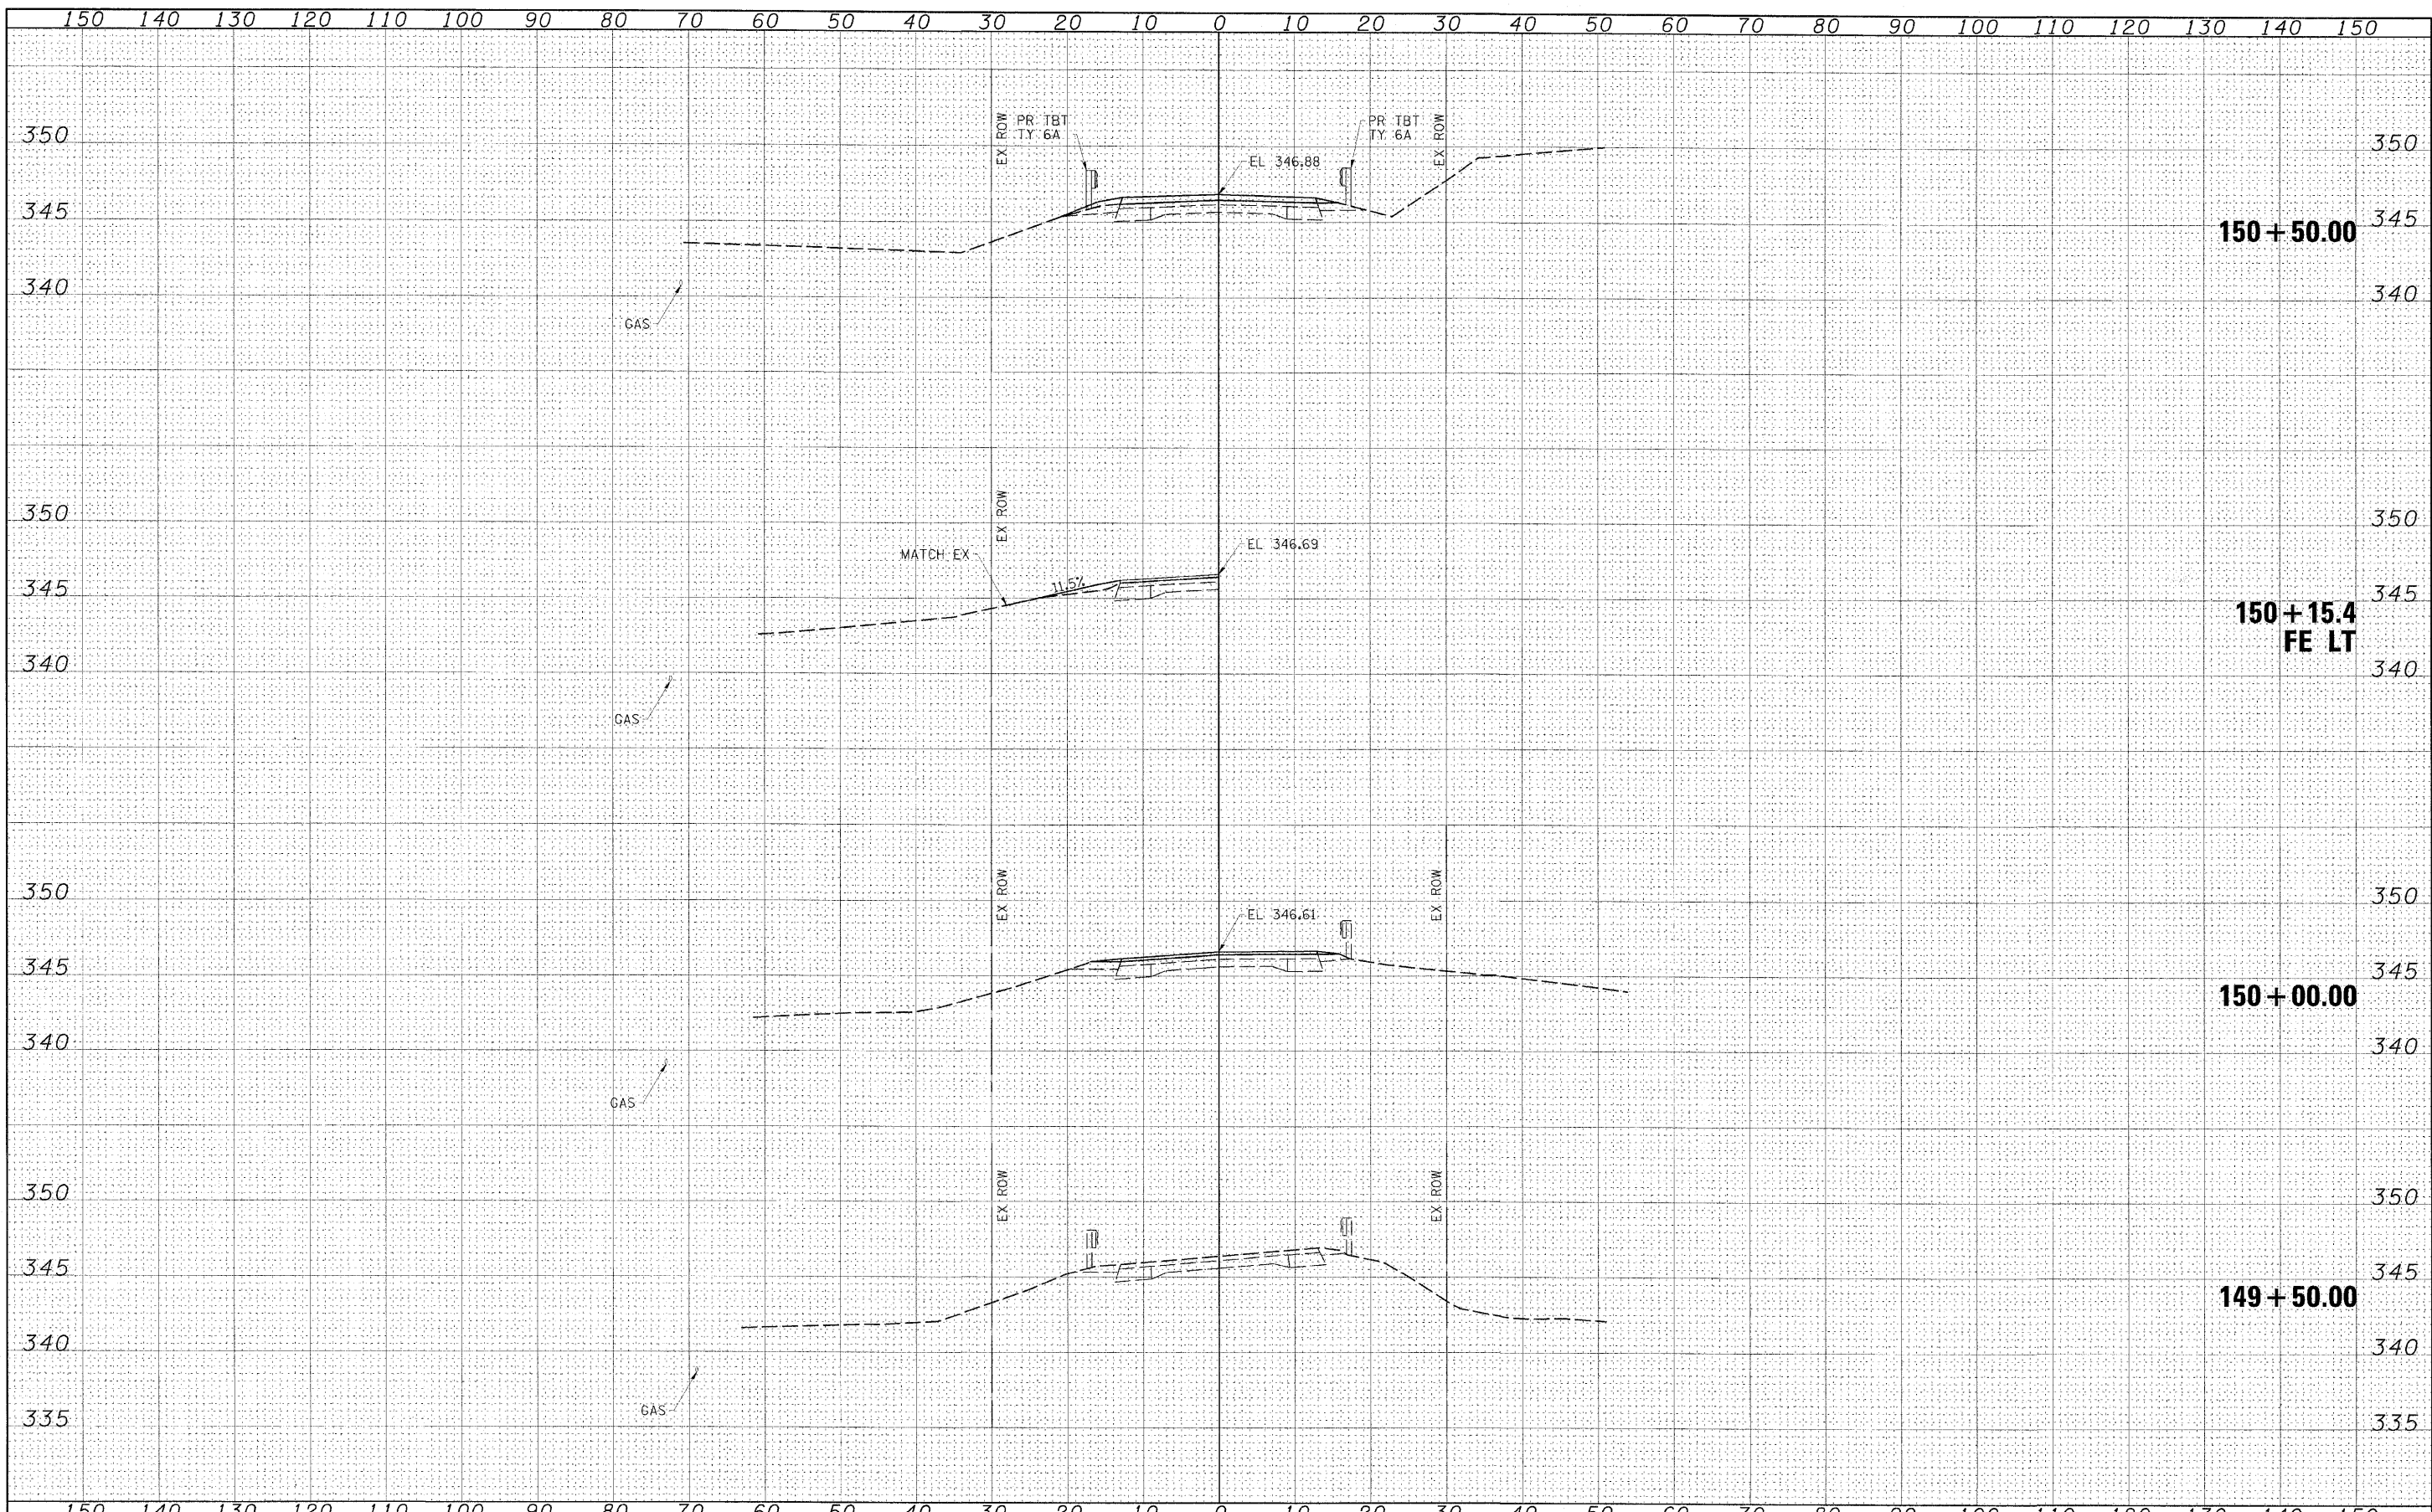 150 140 130 120 110 100 90 80 70 60 50 40 30 20 10 0 10 20 30 40 50 60 70 80 90 100 110 120 130 140 150
EX ROW
PR TBT
TY 6A
PR TBT
TY 6A
EX ROW
350
350
EL 346.88
345
345
150+50.00
340
340
GAS
EX ROW
350
350
EL 346.69
MATCH EX
11.5%
345
345
150+15.4
FE LT
340
340
GAS
EX ROW
EX ROW
350
350
EL 346.61
345
345
150+00.00
340
340
GAS
EX ROW
EX ROW
350
350
345
345
149+50.00
340
340
GAS
335
335
150 140 130 120 110 100 90 80 70 60 50 40 30 20 10 0 10 20 30 40 50 60 70 80 90 100 110 120 130 140 150